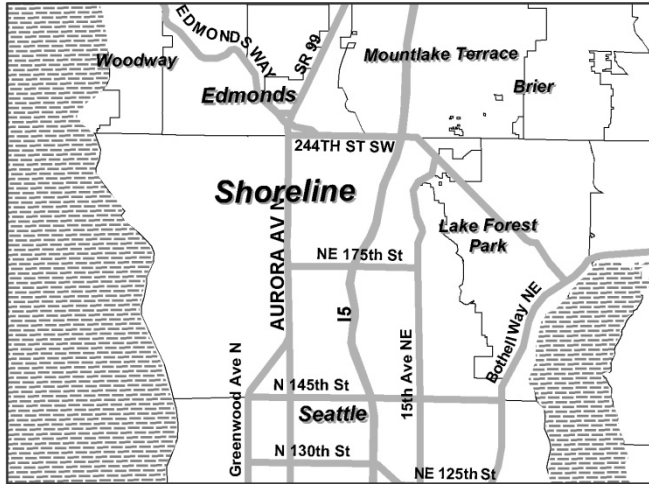 EDMONDS WAY
SR 99
Woodway
Mountlake Terrace
Brier
Edmonds
244TH ST SW
Shoreline
AURORA AV N
Lake Forest
Park
NE 175th St
I5
15th Ave NE
Bothell Way NE
Greenwood Ave N
N 145th St
Seattle
N 130th St
NE 125th St